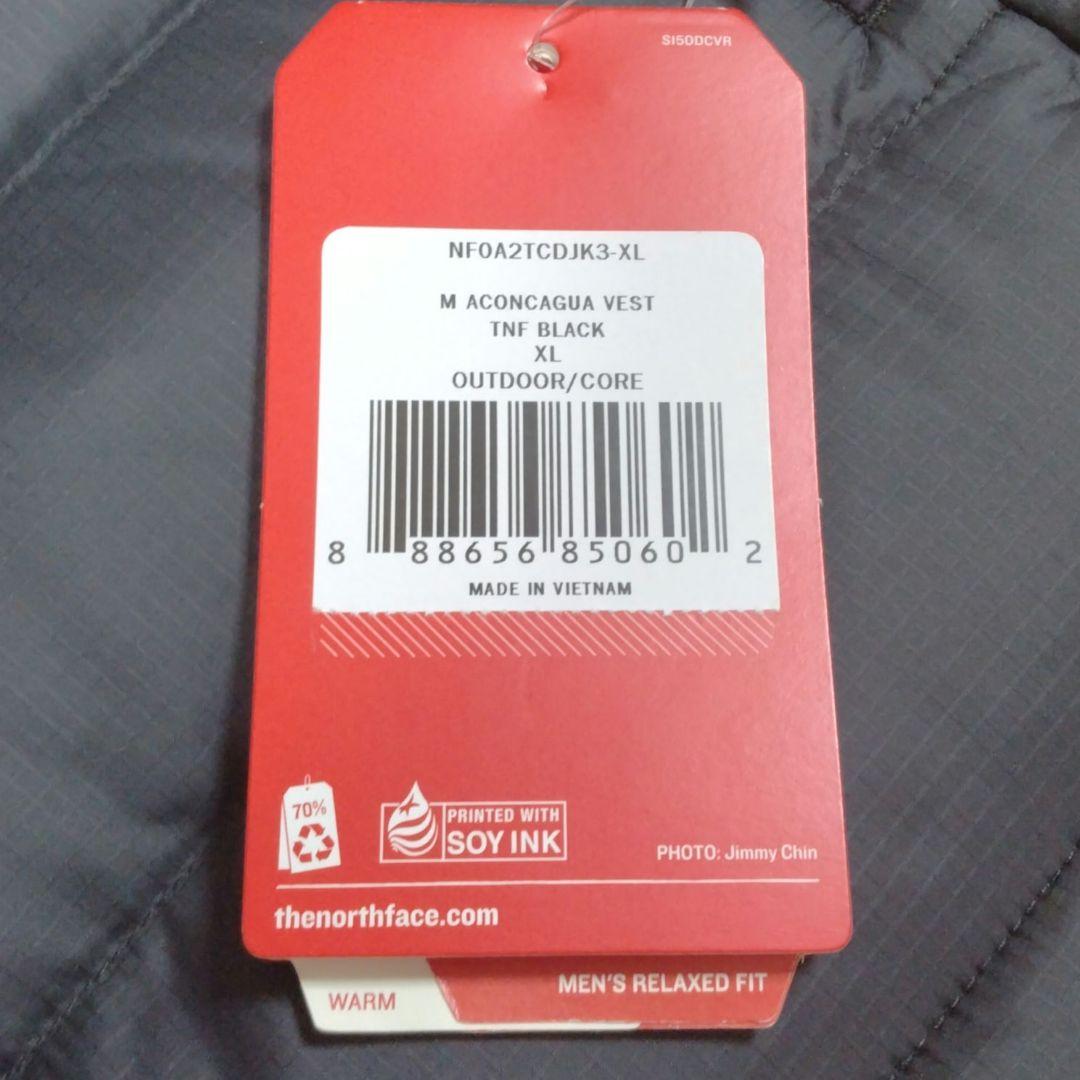 SI50DCVR
NF0A2TCDJK3-XL
M ACONCAGUA VEST
TNF BLACK
XL
OUTDOOR/CORE
8 88656 85060 2
MADE IN VIETNAM
70%
PRINTED WITH
SOY INK
PHOTO: Jimmy Chin
thenorthface.com
WARM
MEN'S RELAXED FIT